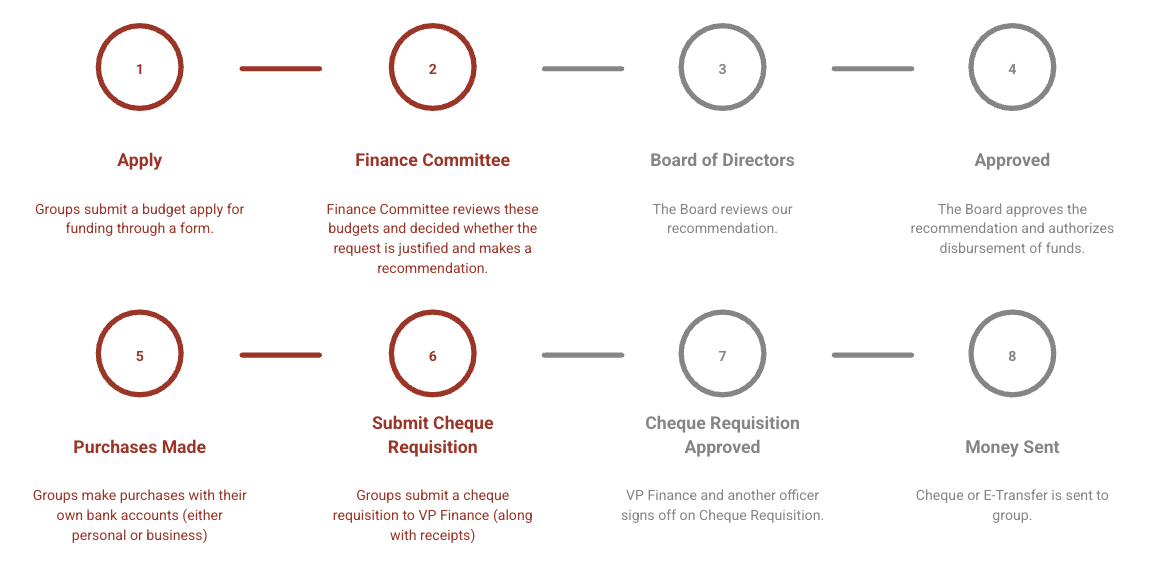 1
2
3
4
Apply
Finance Committee
Board of Directors
Approved
Groups submit a budget apply for
funding through a form.
Finance Committee reviews these
budgets and decided whether the
request is justified and makes a
recommendation.
The Board reviews our
recommendation.
The Board approves the
recommendation and authorizes
disbursement of funds.
5
6
7
8
Purchases Made
Submit Cheque
Requisition
Cheque Requisition
Approved
Money Sent
Groups make purchases with their
own bank accounts (either
personal or business)
Groups submit a cheque
requisition to VP Finance (along
with receipts)
VP Finance and another officer
signs off on Cheque Requisition.
Cheque or E-Transfer is sent to
group.